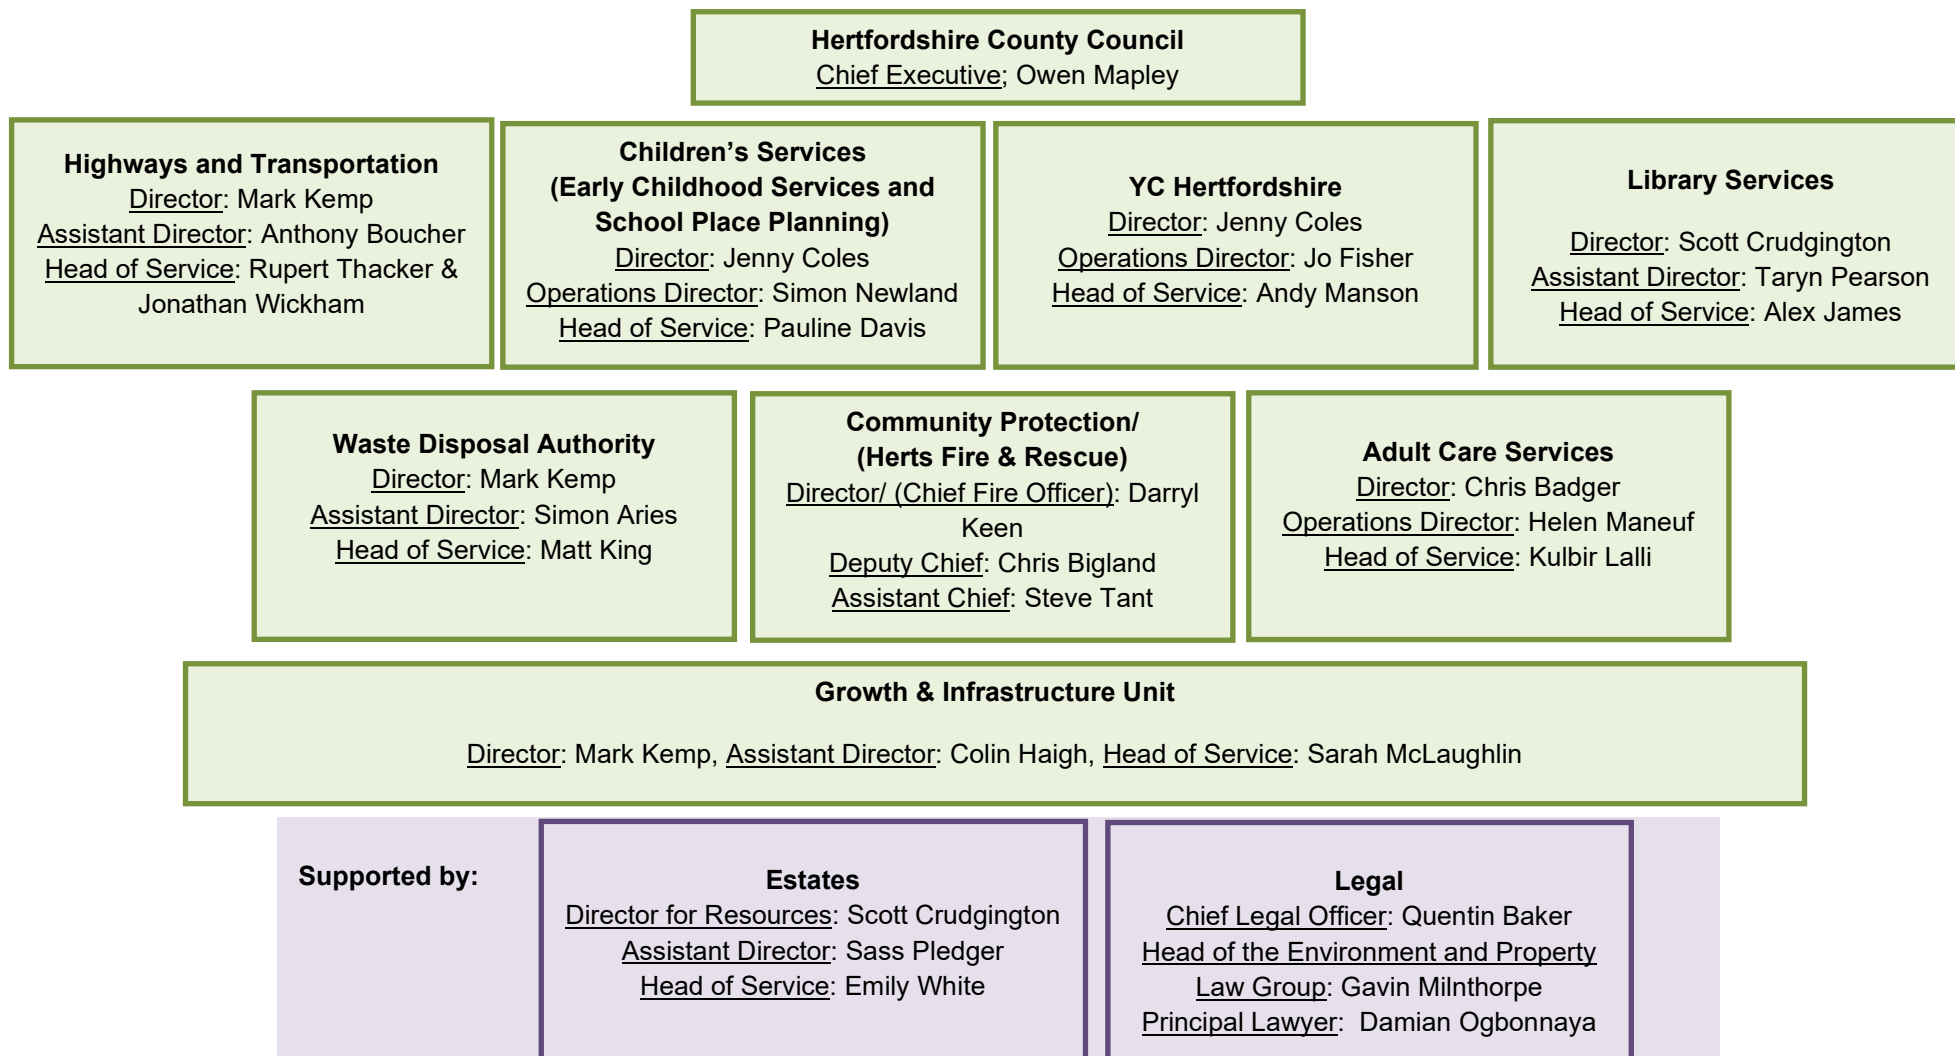 Hertfordshire County Council
Chief Executive; Owen Mapley
Highways and Transportation
Director: Mark Kemp
Assistant Director: Anthony Boucher
Head of Service: Rupert Thacker &
Jonathan Wickham
Children’s Services
(Early Childhood Services and
School Place Planning)
Director: Jenny Coles
Operations Director: Simon Newland
Head of Service: Pauline Davis
YC Hertfordshire
Director: Jenny Coles
Operations Director: Jo Fisher
Head of Service: Andy Manson
Library Services
Director: Scott Crudgington
Assistant Director: Taryn Pearson
Head of Service: Alex James
Waste Disposal Authority
Director: Mark Kemp
Assistant Director: Simon Aries
Head of Service: Matt King
Community Protection/
(Herts Fire & Rescue)
Director/ (Chief Fire Officer): Darryl
Keen
Deputy Chief: Chris Bigland
Assistant Chief: Steve Tant
Adult Care Services
Director: Chris Badger
Operations Director: Helen Maneuf
Head of Service: Kulbir Lalli
Growth & Infrastructure Unit
Director: Mark Kemp, Assistant Director: Colin Haigh, Head of Service: Sarah McLaughlin
Supported by:
Estates
Director for Resources: Scott Crudgington
Assistant Director: Sass Pledger
Head of Service: Emily White
Legal
Chief Legal Officer: Quentin Baker
Head of the Environment and Property
Law Group: Gavin Milnthorpe
Principal Lawyer:  Damian Ogbonnaya